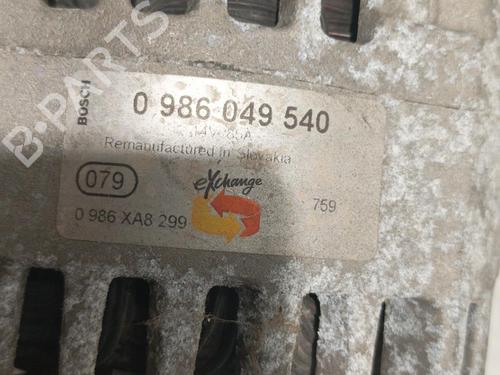 BOSCH
0 986 049 540
14V 85A
Remanufactured in Slovakia
079
eXchange
759
0 986 XA8 299
B-PARTS